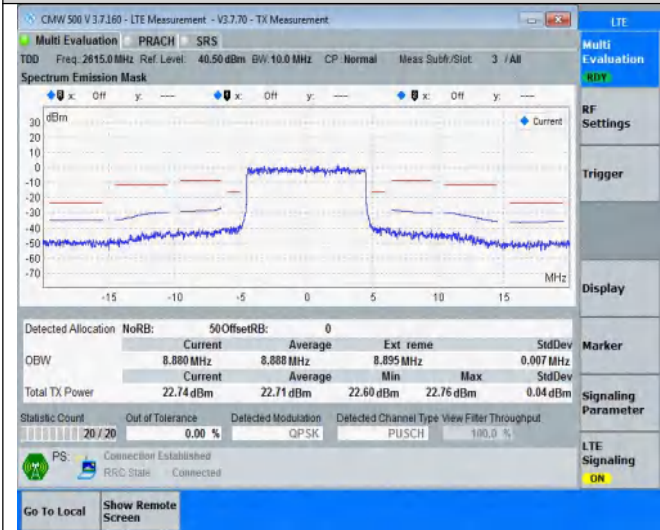 CMW 500 V 3.7.160 - LTE Measurement - V3.7.70 - TX Measurement
LTE
Multi Evaluation PRACH SRS
TDD Freq.:2615.0 MHz Ref. Level: 40.50 dBm BW: 10.0 MHz CP: Normal Meas Subfr./Slot: 3 / All
Spectrum Emission Mask
x: Off y: --- x: Off y: --- x: Off y: ---
dBm
Current
30
20
10
0
-10
-20
-30
-40
-50
-60
-70
MHz
-15 -10 -5 0 5 10 15
Detected Allocation NoRB: 50 OffsetRB: 0
Current Average Ext reme StdDev
OBW 8.880 MHz 8.888 MHz 8.895 MHz 0.007 MHz
Current Average Min Max StdDev
Total TX Power 22.74 dBm 22.71 dBm 22.60 dBm 22.76 dBm 0.04 dBm
Statistic Count Out of Tolerance Detected Modulation Detected Channel Type View Filter Throughput
20 / 20 0.00 % QPSK PUSCH 100.0 %
PS: Connection Established
RRC State Connected
Multi
Evaluation
RDY
RF
Settings
Trigger
Display
Marker
Signaling
Parameter
LTE
Signaling
ON
Go To Local
Show Remote
Screen